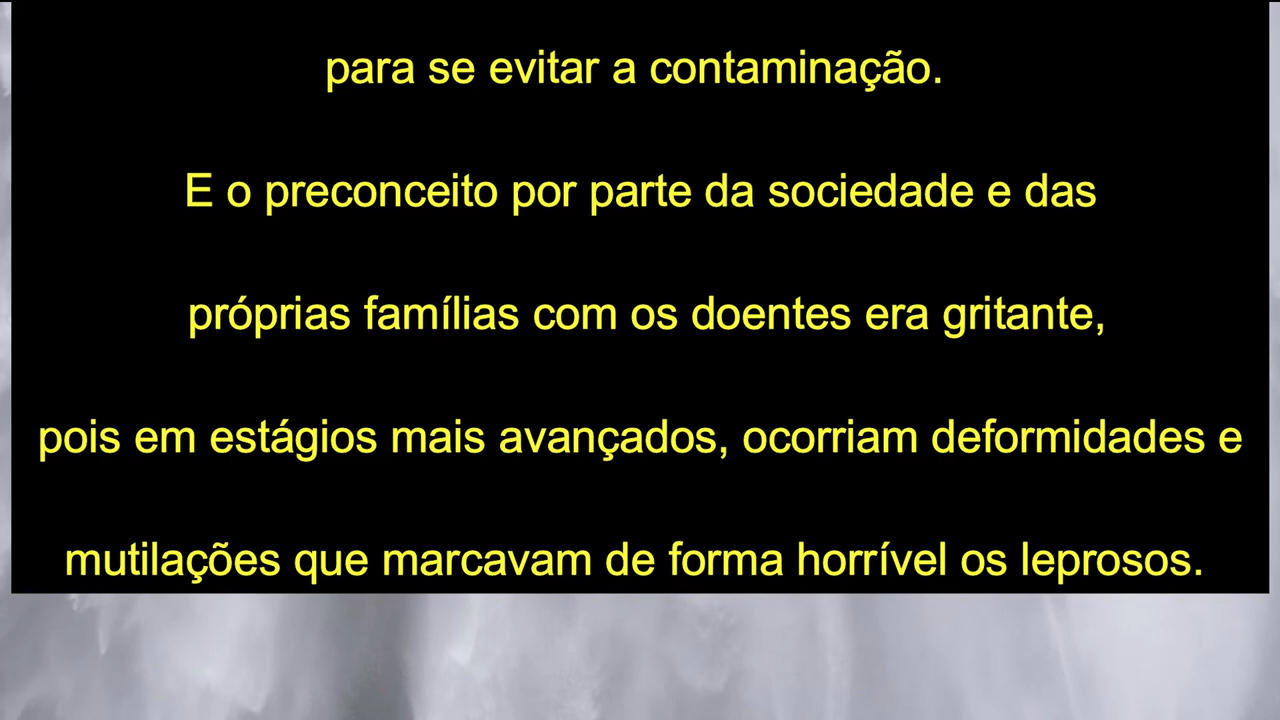 para se evitar a contaminação.
E o preconceito por parte da sociedade e das
próprias famílias com os doentes era gritante,
pois em estágios mais avançados, ocorriam deformidades e
mutilações que marcavam de forma horrível os leprosos.